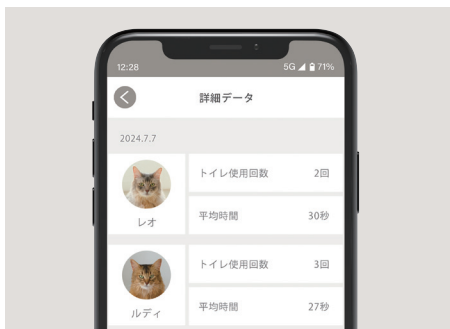 12:28
5G 71%
詳細データ
2024.7.7
レオ
トイレ使用回数 2回
平均時間 30秒
ルディ
トイレ使用回数 3回
平均時間 27秒